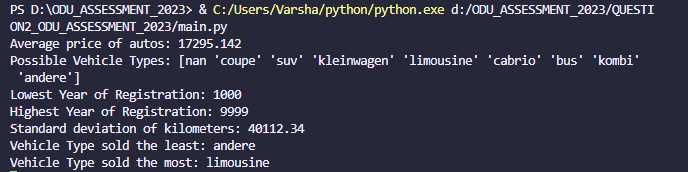 PS D:\ODU_ASSESSMENT_2023> & C:/Users/Varsha/python/python.exe d:/ODU_ASSESSMENT_2023/QUESTI
ON2_ODU_ASSESSMENT_2023/main.py
Average price of autos: 17295.142
Possible Vehicle Types: [nan 'coupe' 'suv' 'kleinwagen' 'limousine' 'cabrio' 'bus' 'kombi'
'andere']
Lowest Year of Registration: 1000
Highest Year of Registration: 9999
Standard deviation of kilometers: 40112.34
Vehicle Type sold the least: andere
Vehicle Type sold the most: limousine